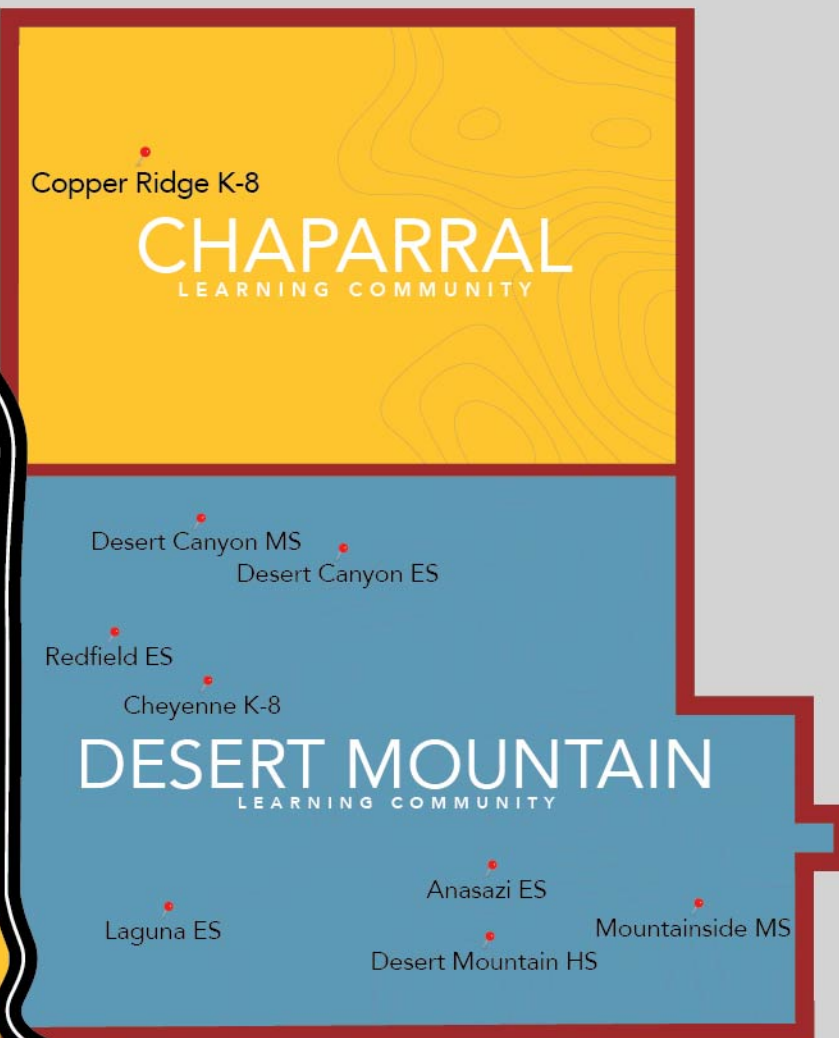 Copper Ridge K-8
CHAPARRAL
LEARNING COMMUNITY
Desert Canyon MS
Desert Canyon ES
Redfield ES
Cheyenne K-8
DESERT MOUNTAIN
LEARNING COMMUNITY
Anasazi ES
Laguna ES
Mountainside MS
Desert Mountain HS